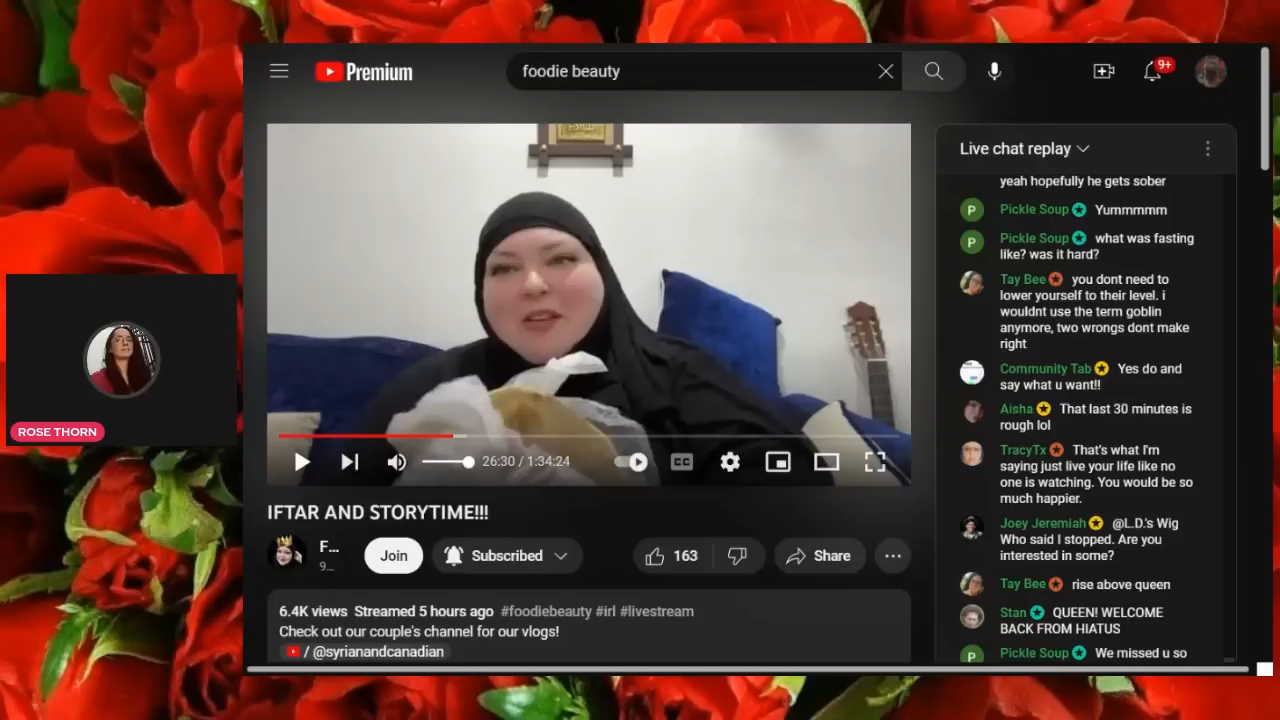 Premium
foodie beauty
9+
Live chat replay
yeah hopefully he gets sober
P Pickle Soup Yummmmm
P Pickle Soup what was fasting
like? was it hard?
Tay Bee you dont need to
lower yourself to their level. i
wouldnt use the term goblin
anymore, two wrongs dont make
right
Community Tab Yes do and
say what u want!!
Aisha That last 30 minutes is
rough lol
TracyTx That's what I'm
saying just live your life like no
one is watching. You would be so
much happier.
Joey Jeremiah @L.D.'s Wig
Who said I stopped. Are you
interested in some?
Tay Bee rise above queen
Stan QUEEN! WELCOME
BACK FROM HIATUS
P Pickle Soup We missed u so
ROSE THORN
26:30 / 1:34:24
CC
IFTAR AND STORYTIME!!!
F...
9...
Join
Subscribed
163
Share
6.4K views Streamed 5 hours ago #foodiebeauty #irl #livestream
Check out our couple's channel for our vlogs!
/ @syrianandcanadian